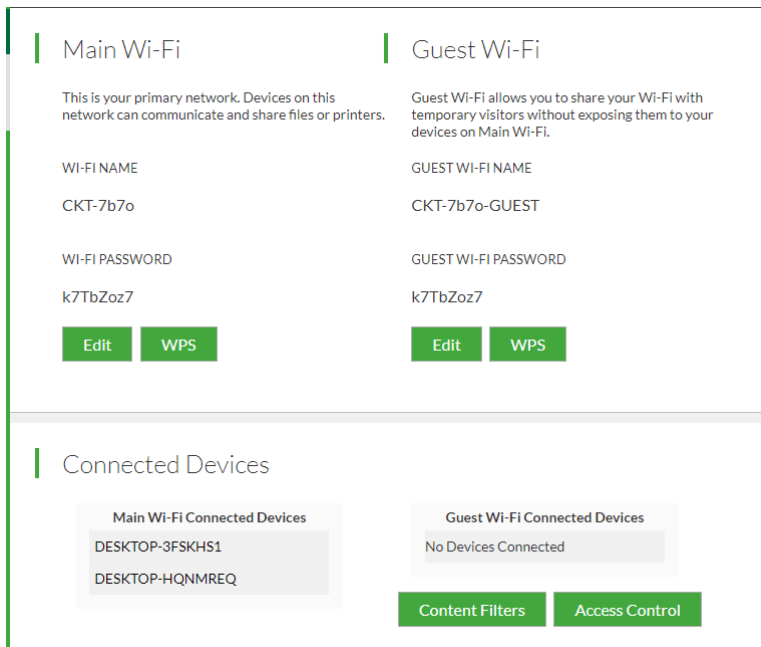 Main Wi-Fi
This is your primary network. Devices on this
network can communicate and share files or printers.
WI-FI NAME
CKT-7b7o
WI-FI PASSWORD
k7TbZoz7
Edit
WPS
Guest Wi-Fi
Guest Wi-Fi allows you to share your Wi-Fi with
temporary visitors without exposing them to your
devices on Main Wi-Fi.
GUEST WI-FI NAME
CKT-7b7o-GUEST
GUEST WI-FI PASSWORD
k7TbZoz7
Edit
WPS
Connected Devices
Main Wi-Fi Connected Devices
DESKTOP-3FSKHS1
DESKTOP-HQNMREQ
Guest Wi-Fi Connected Devices
No Devices Connected
Content Filters
Access Control